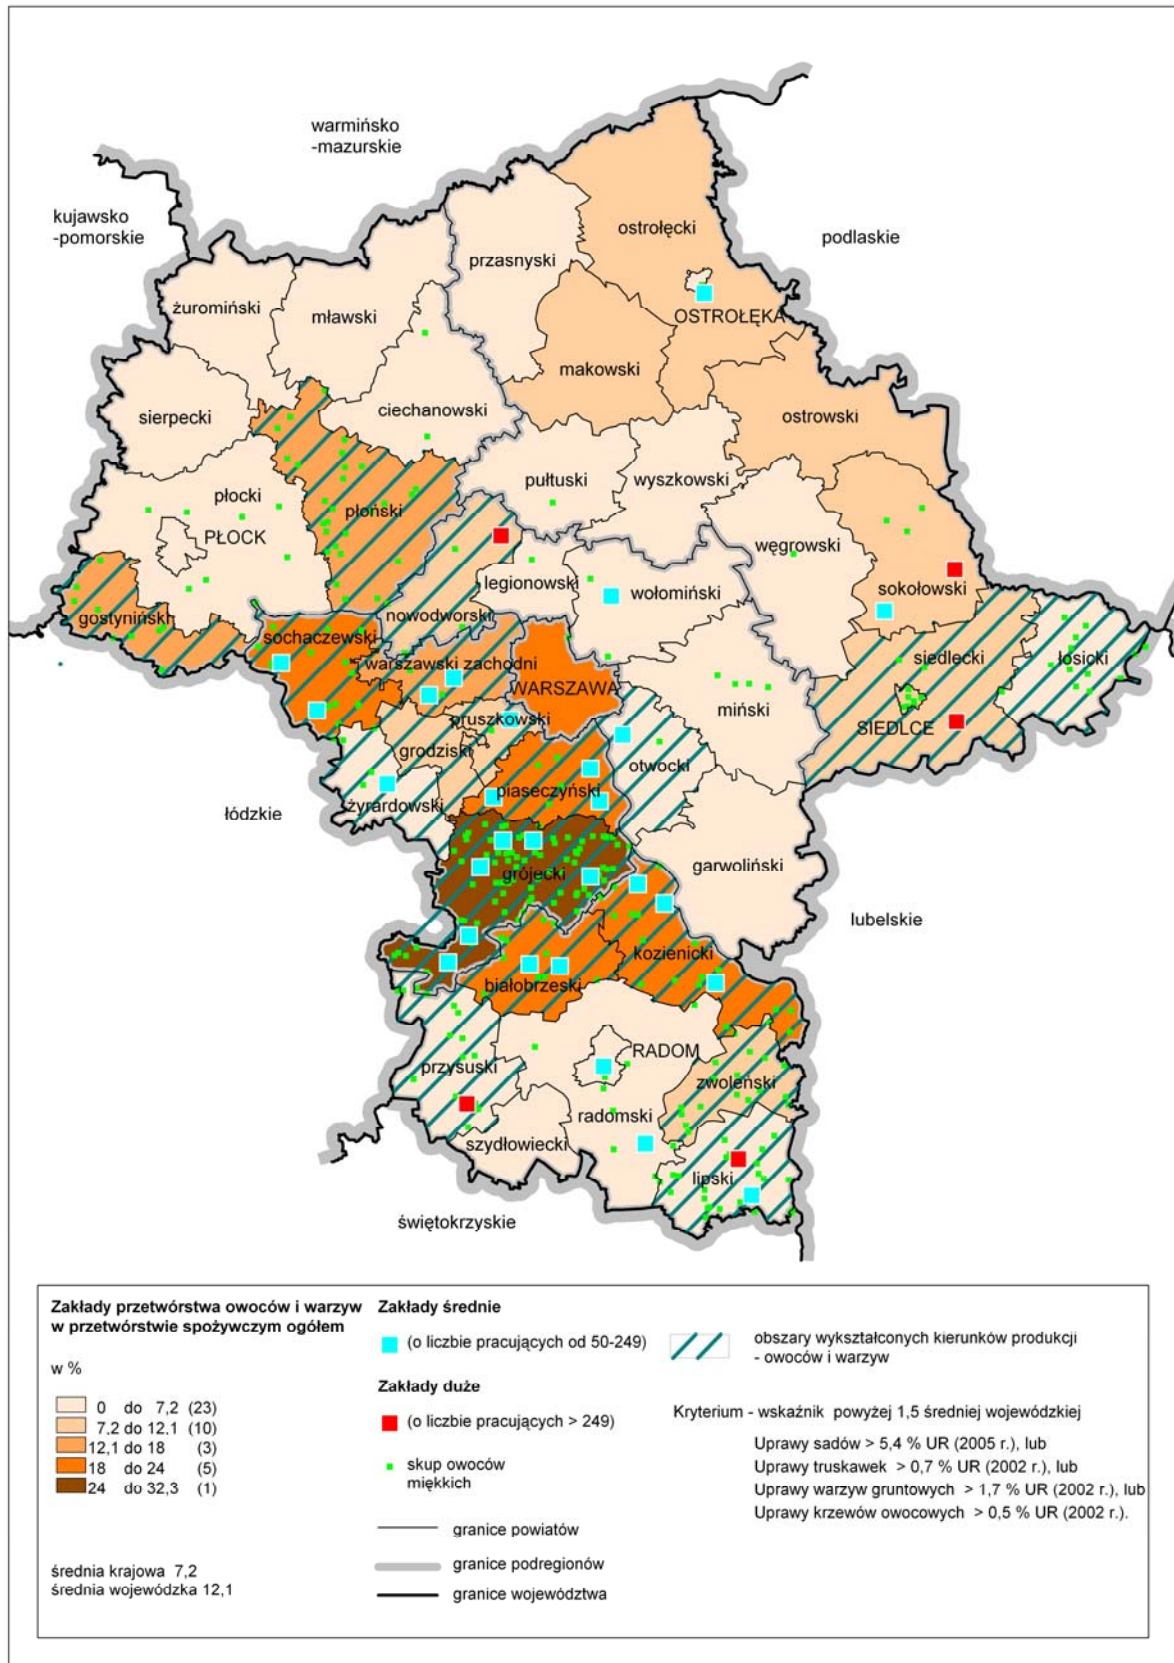 warmińsko
-mazurskie
kujawsko
-pomorskie
podlaskie
ostrołęcki
przasnyski
żuromiński
mławski
OSTROŁĘKA
makowski
ciechanowski
ostrowski
sierpecki
pułtuski
wyszkowski
płocki
płoński
PŁOCK
węgrowski
legionowski
wołomiński
sokołowski
nowodworski
gostyniński
sochaczewski
siedlecki
łosicki
warszawski zachodni
WARSZAWA
miński
pruszkowski
SIEDLCE
grodziski
otwocki
piaseczyński
żyrardowski
łódzkie
garwoliński
grójecki
lubelskie
kozienicki
białobrzeski
RADOM
przysuski
zwoleński
radomski
szydłowiecki
lipski
świętokrzyskie
Zakłady przetwórstwa owoców i warzyw
w przetwórstwie spożywczym ogółem
w %
0 do 7,2 (23)
7,2 do 12,1 (10)
12,1 do 18 (3)
18 do 24 (5)
24 do 32,3 (1)
średnia krajowa 7,2
średnia wojewódzka 12,1
Zakłady średnie
(o liczbie pracujących od 50-249)
Zakłady duże
(o liczbie pracujących > 249)
skup owoców
miękkich
granice powiatów
granice podregionów
granice województwa
obszary wykształconych kierunków produkcji
- owoców i warzyw
Kryterium - wskaźnik powyżej 1,5 średniej wojewódzkiej
Uprawy sadów > 5,4 % UR (2005 r.), lub
Uprawy truskawek > 0,7 % UR (2002 r.), lub
Uprawy warzyw gruntowych > 1,7 % UR (2002 r.), lub
Uprawy krzewów owocowych > 0,5 % UR (2002 r.).